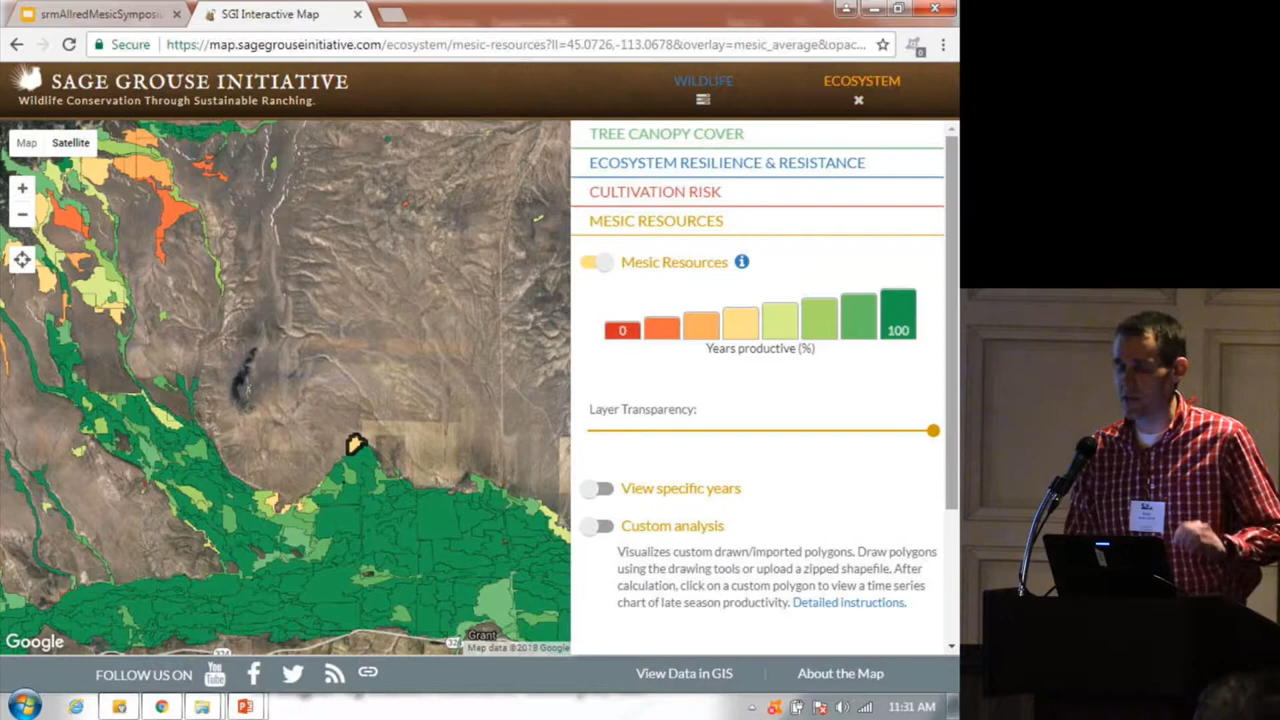 srmAllredMesicSymposi
SGI Interactive Map
Secure
https://map.sagegrouseinitiative.com/ecosystem/mesic-resources?ll=45.0726,-113.0678&overlay=mesic_average&opac...
SAGE GROUSE INITIATIVE
Wildlife Conservation Through Sustainable Ranching.
WILDLIFE
ECOSYSTEM
Map
Satellite
TREE CANOPY COVER
ECOSYSTEM RESILIENCE & RESISTANCE
CULTIVATION RISK
MESIC RESOURCES
Mesic Resources
0
100
Years productive (%)
Layer Transparency:
View specific years
Custom analysis
Visualizes custom drawn/imported polygons. Draw polygons
using the drawing tools or upload a zipped shapefile. After
calculation, click on a custom polygon to view a time series
chart of late season productivity. Detailed instructions.
Google
324
Grant
Map data ©2018 Google
FOLLOW US ON
You
Tube
View Data in GIS
About the Map
11:31 AM